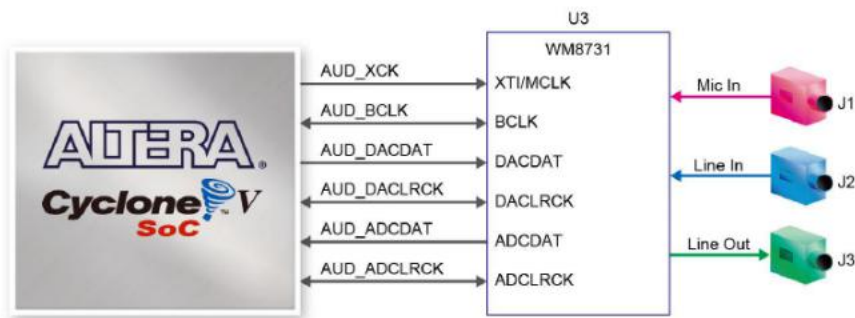 U3
WM8731
AUD_XCK
XTI/MCLK
Mic In
J1
AUD_BCLK
BCLK
AUD_DACDAT
DACDAT
Line In
J2
AUD_DACLRCK
DACLRCK
AUD_ADCDAT
ADCDAT
Line Out
J3
AUD_ADCLRCK
ADCLRCK
ALTERA®
Cyclone™ V
SoC